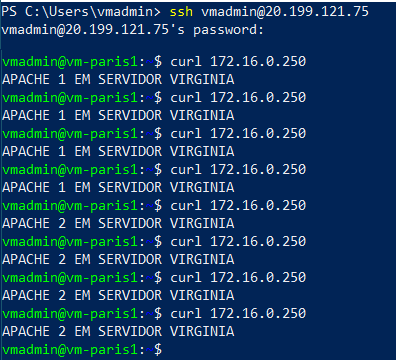 PS C:\Users\vmadmin> ssh vmadmin@20.199.121.75
vmadmin@20.199.121.75's password:
vmadmin@vm-paris1:~$ curl 172.16.0.250
APACHE 1 EM SERVIDOR VIRGINIA
vmadmin@vm-paris1:~$ curl 172.16.0.250
APACHE 1 EM SERVIDOR VIRGINIA
vmadmin@vm-paris1:~$ curl 172.16.0.250
APACHE 1 EM SERVIDOR VIRGINIA
vmadmin@vm-paris1:~$ curl 172.16.0.250
APACHE 1 EM SERVIDOR VIRGINIA
vmadmin@vm-paris1:~$ curl 172.16.0.250
APACHE 2 EM SERVIDOR VIRGINIA
vmadmin@vm-paris1:~$ curl 172.16.0.250
APACHE 2 EM SERVIDOR VIRGINIA
vmadmin@vm-paris1:~$ curl 172.16.0.250
APACHE 2 EM SERVIDOR VIRGINIA
vmadmin@vm-paris1:~$ curl 172.16.0.250
APACHE 2 EM SERVIDOR VIRGINIA
vmadmin@vm-paris1:~$